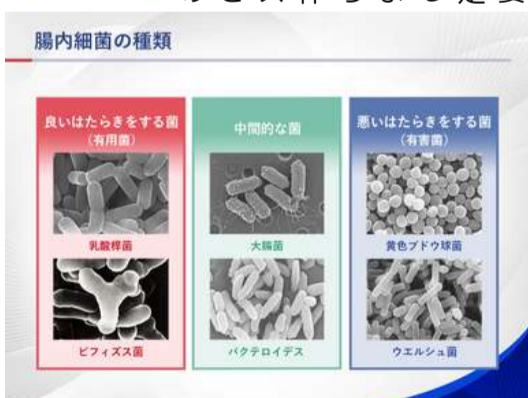 腸内細菌の種類
良いはたらきをする菌
(有用菌)
乳酸桿菌
ビフィズス菌
中間的な菌
大腸菌
バクテロイデス
悪いはたらきをする菌
(有害菌)
黄色ブドウ球菌
ウエルシュ菌